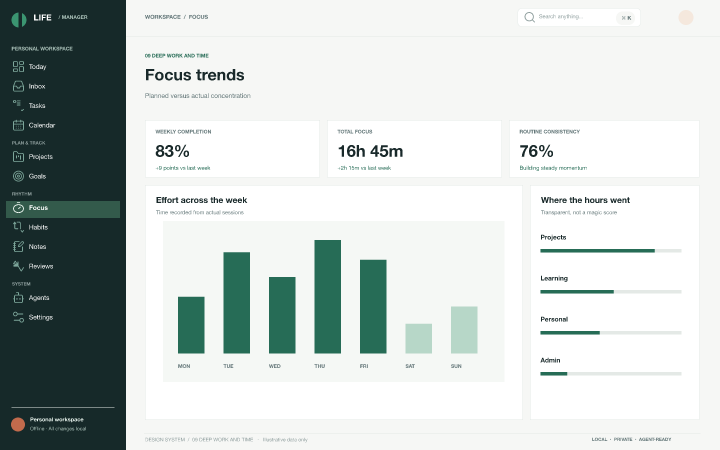 LIFE / MANAGER
PERSONAL WORKSPACE
Today
Inbox
Tasks
Calendar
PLAN & TRACK
Projects
Goals
RHYTHM
Focus
Habits
Notes
Reviews
SYSTEM
Agents
Settings
Personal workspace
Offline · All changes local
WORKSPACE / FOCUS
Search anything...
⌘ K
09 DEEP WORK AND TIME
Focus trends
Planned versus actual concentration
WEEKLY COMPLETION
83%
+9 points vs last week
TOTAL FOCUS
16h 45m
+2h 15m vs last week
ROUTINE CONSISTENCY
76%
Building steady momentum
Effort across the week
Time recorded from actual sessions
MON TUE WED THU FRI SAT SUN
Where the hours went
Transparent, not a magic score
Projects
Learning
Personal
Admin
DESIGN SYSTEM / 09 DEEP WORK AND TIME · Illustrative data only
LOCAL · PRIVATE · AGENT-READY